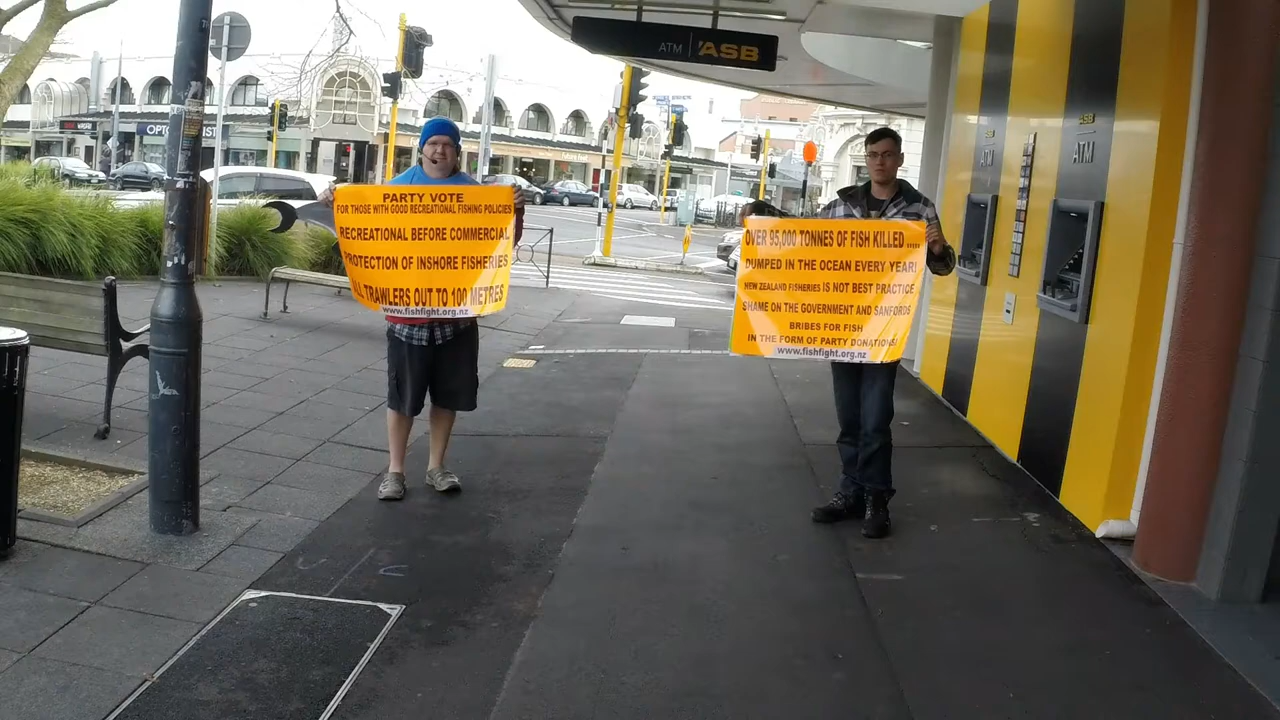 ATM ASB
OPTO
ASB
ATM
ASB
ATM
PARTY VOTE
FOR THOSE WITH GOOD RECREATIONAL FISHING POLICIES
RECREATIONAL BEFORE COMMERCIAL
PROTECTION OF INSHORE FISHERIES
ALL TRAWLERS OUT TO 100 METRES
www.fishfight.org.nz
OVER 95,000 TONNES OF FISH KILLED .....
DUMPED IN THE OCEAN EVERY YEAR!
NEW ZEALAND FISHERIES IS NOT BEST PRACTICE
SHAME ON THE GOVERNMENT AND SANFORDS
BRIBES FOR FISH
IN THE FORM OF PARTY DONATIONS!
www.fishfight.org.nz